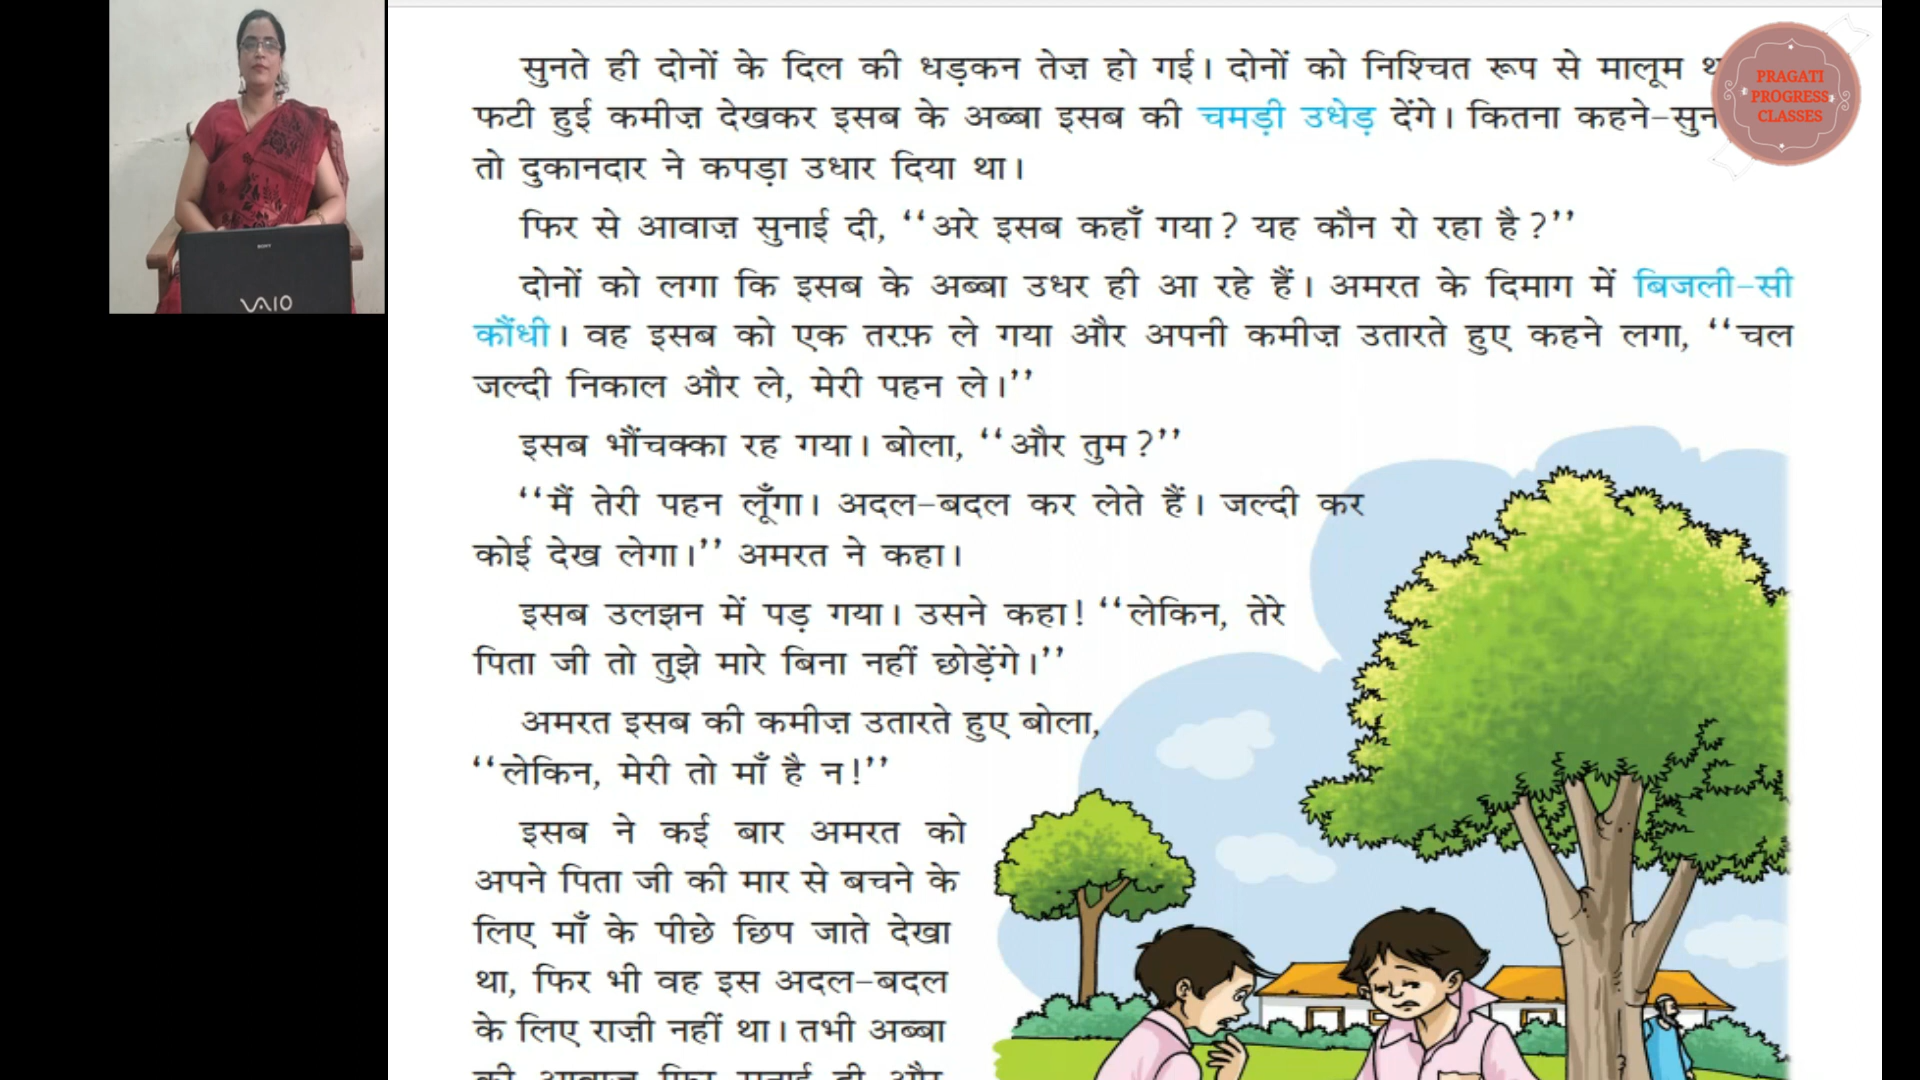 सुनते ही दोनों के दिल की धड़कन तेज़ हो गई। दोनों को निश्चित रूप से मालूम
फटी हुई कमीज़ देखकर इसब के अब्बा इसब की चमड़ी उधेड़ देंगे। कितना कहने-सुन
तो दुकानदार ने कपड़ा उधार दिया था।
फिर से आवाज़ सुनाई दी, ‘‘अरे इसब कहाँ गया? यह कौन रो रहा है?’’
दोनों को लगा कि इसब के अब्बा उधर ही आ रहे हैं। अमरत के दिमाग में बिजली-सी
कौंधी। वह इसब को एक तरफ़ ले गया और अपनी कमीज़ उतारते हुए कहने लगा, ‘‘चल
जल्दी निकाल और ले, मेरी पहन ले।’’
इसब भौंचक्का रह गया। बोला, ‘‘और तुम?’’
‘‘मैं तेरी पहन लूँगा। अदल-बदल कर लेते हैं। जल्दी कर
कोई देख लेगा।’’ अमरत ने कहा।
इसब उलझन में पड़ गया। उसने कहा! ‘‘लेकिन, तेरे
पिता जी तो तुझे मारे बिना नहीं छोड़ेंगे।’’
अमरत इसब की कमीज़ उतारते हुए बोला,
‘‘लेकिन, मेरी तो माँ है न!’’
इसब ने कई बार अमरत को
अपने पिता जी की मार से बचने के
लिए माँ के पीछे छिप जाते देखा
था, फिर भी वह इस अदल-बदल
के लिए राज़ी नहीं था। तभी अब्बा
PRAGATI
PROGRESS
CLASSES
SONY
VAIO